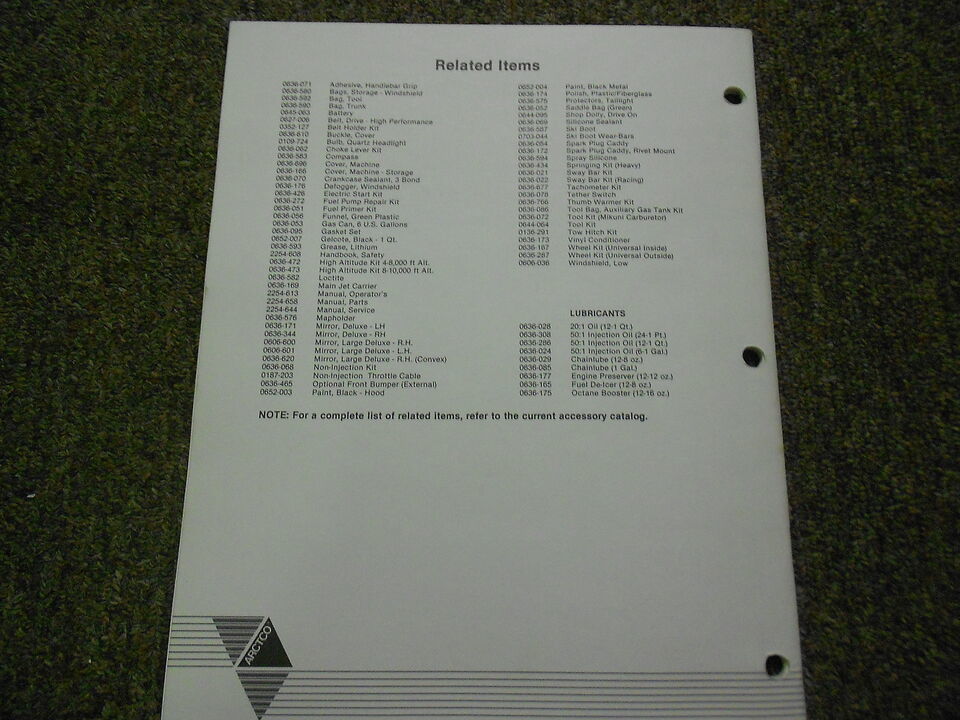 Related Items
0636-071 Adhesive, Handlebar Grip
0636-580 Bags, Storage - Windshield
0636-592 Bag, Tool
0636-590 Bag, Trunk
0645-063 Battery
0627-006 Belt, Drive - High Performance
0352-127 Belt Holder Kit
0636-610 Buckle, Cover
0109-724 Bulb, Quartz Headlight
0636-062 Choke Lever Kit
0636-583 Compass
0636-696 Cover, Machine
0636-166 Cover, Machine - Storage
0636-070 Crankcase Sealant, 3 Bond
0636-176 Defogger, Windshield
0636-426 Electric Start Kit
0636-272 Fuel Pump Repair Kit
0636-051 Fuel Primer Kit
0636-056 Funnel, Green Plastic
0636-053 Gas Can, 6 U.S. Gallons
0636-095 Gasket Set
0652-007 Gelcote, Black - 1 Qt.
0636-593 Grease, Lithium
2254-608 Handbook, Safety
0636-472 High Altitude Kit 4-8,000 ft Alt.
0636-473 High Altitude Kit 8-10,000 ft Alt.
0636-582 Loctite
0636-169 Main Jet Carrier
2254-613 Manual, Operator's
2254-658 Manual, Parts
2254-644 Manual, Service
0636-576 Mapholder
0636-171 Mirror, Deluxe - LH
0636-344 Mirror, Deluxe - RH
0606-600 Mirror, Large Deluxe - R.H.
0606-601 Mirror, Large Deluxe - L.H.
0636-620 Mirror, Large Deluxe - R.H. (Convex)
0636-068 Non-Injection Kit
0187-203 Non-Injection Throttle Cable
0636-465 Optional Front Bumper (External)
0652-003 Paint, Black - Hood
0652-004 Paint, Black Metal
0636-174 Polish, Plastic/Fiberglass
0636-575 Protectors, Taillight
0636-052 Saddle Bag (Green)
0644-095 Shop Dolly, Drive On
0636-069 Silicone Sealant
0636-587 Ski Boot
0703-044 Ski Boot Wear-Bars
0636-054 Spark Plug Caddy
0636-172 Spark Plug Caddy, Rivet Mount
0636-594 Spray Silicone
0636-434 Springing Kit (Heavy)
0636-021 Sway Bar Kit
0636-022 Sway Bar Kit (Racing)
0636-677 Tachometer Kit
0636-078 Tether Switch
0636-766 Thumb Warmer Kit
0636-086 Tool Bag, Auxiliary Gas Tank Kit
0636-072 Tool Kit (Mikuni Carburetor)
0644-064 Tool Kit
0136-291 Tow Hitch Kit
0636-173 Vinyl Conditioner
0636-167 Wheel Kit (Universal Inside)
0636-287 Wheel Kit (Universal Outside)
0606-036 Windshield, Low
LUBRICANTS
0636-028 20:1 Oil (12-1 Qt.)
0636-308 50:1 Injection Oil (24-1 Pt.)
0636-286 50:1 Injection Oil (12-1 Qt.)
0636-024 50:1 Injection Oil (6-1 Gal.)
0636-029 Chainlube (12-8 oz.)
0636-085 Chainlube (1 Gal.)
0636-177 Engine Preserver (12-12 oz.)
0636-165 Fuel De-Icer (12-8 oz.)
0636-175 Octane Booster (12-16 oz.)
NOTE: For a complete list of related items, refer to the current accessory catalog.
ARCTCO